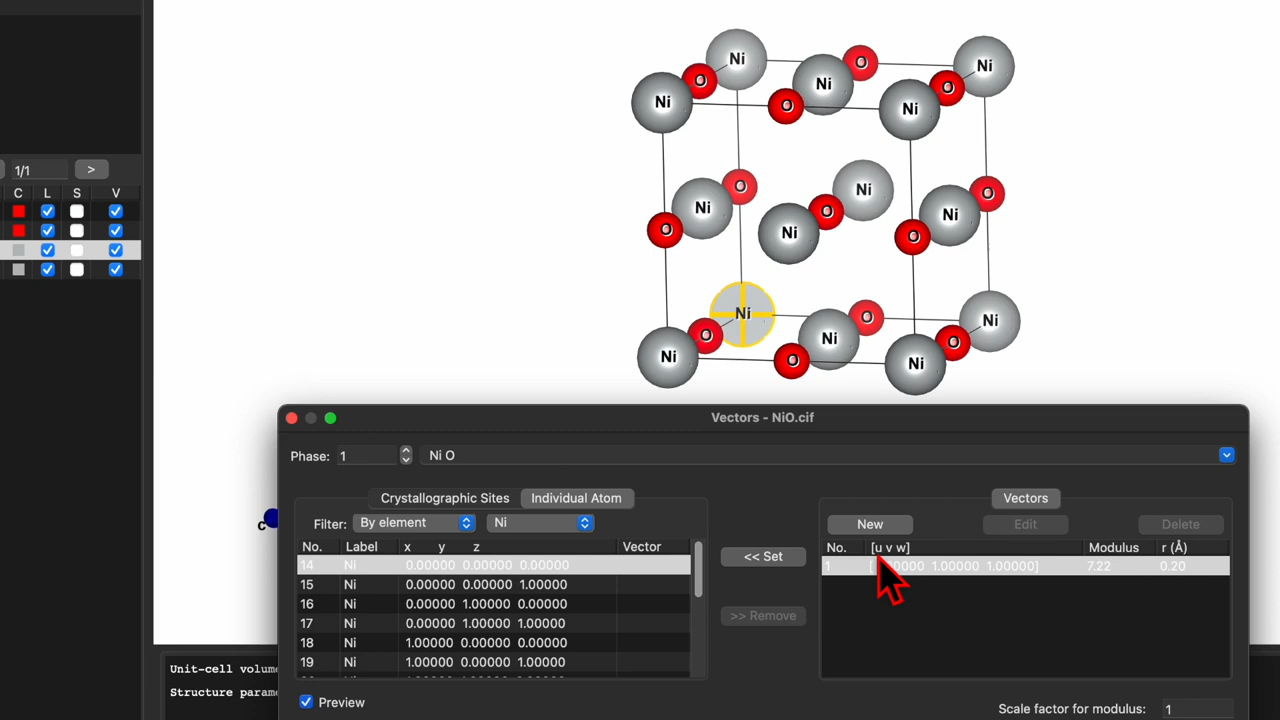 Ni O Ni
Ni O Ni O
O Ni
Ni O O
Ni O Ni
Ni O Ni O
Ni O Ni
Ni O Ni O
Ni O Ni
1/1 >
C L S V
c
Vectors - NiO.cif
Phase: 1 Ni O
Crystallographic Sites Individual Atom Vectors
Filter: By element Ni New Edit Delete
No. Label x y z Vector No. [u v w] Modulus r (Å)
14 Ni 0.00000 0.00000 0.00000 << Set 1 1.00000 1.00000] 7.22 0.20
15 Ni 0.00000 0.00000 1.00000
16 Ni 0.00000 1.00000 0.00000
17 Ni 0.00000 1.00000 1.00000 >> Remove
18 Ni 1.00000 0.00000 0.00000
19 Ni 1.00000 0.00000 1.00000
Unit-cell
Structure
Preview
Scale factor for modulus: 1